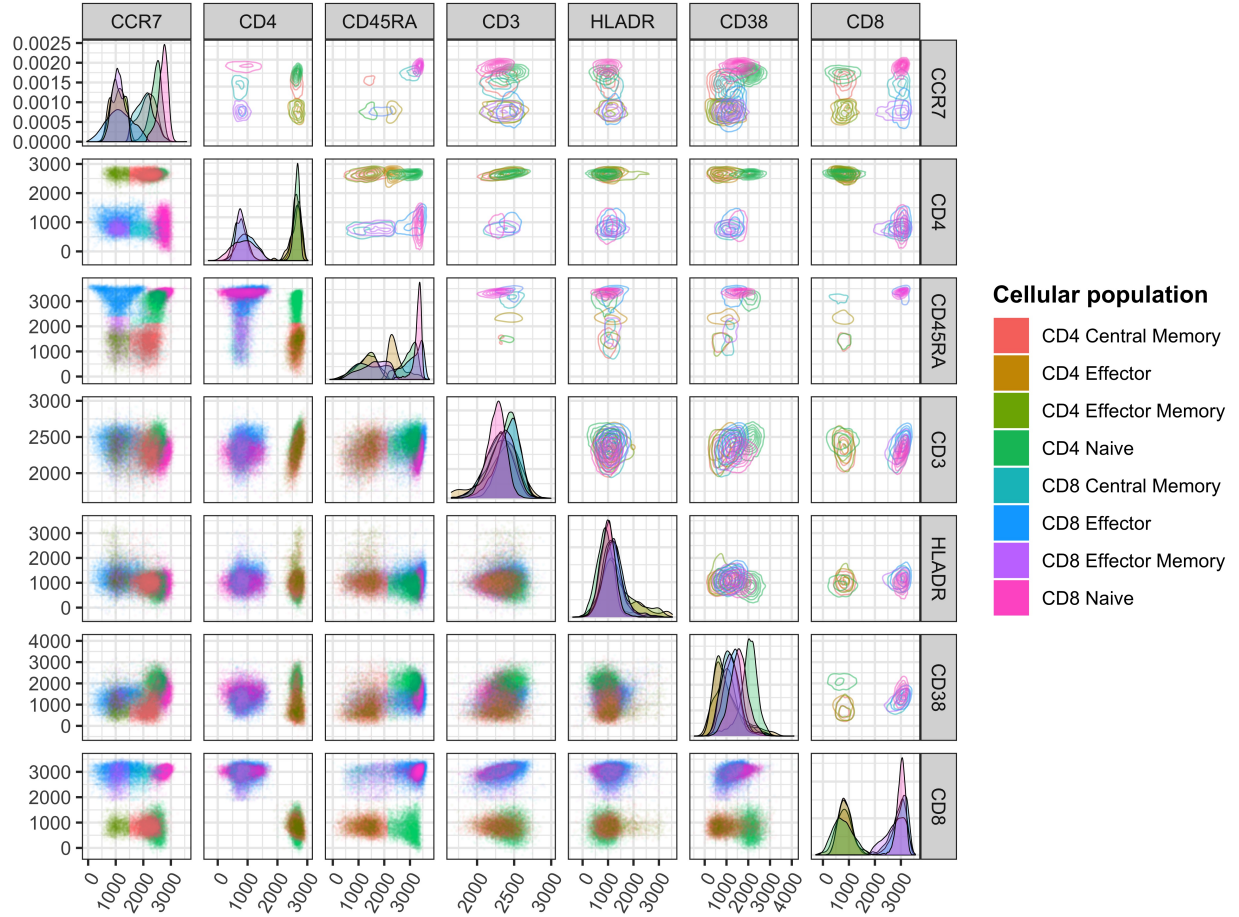 CCR7 CD4 CD45RA CD3 HLADR CD38 CD8
0.0025
0.0020
0.0015
0.0010
0.0005
0.0000
CCR7
3000
2000
1000
0
CD4
3000
2000
1000
0
CD45RA
3000
2500
2000
CD3
3000
2000
1000
0
HLADR
4000
3000
2000
1000
0
CD38
3000
2000
1000
0
CD8
0 1000 2000 3000 0 1000 2000 3000 0 1000 2000 3000 2000 2500 3000 0 1000 2000 3000 0 1000 2000 3000 4000 0 1000 2000 3000
Cellular population
CD4 Central Memory
CD4 Effector
CD4 Effector Memory
CD4 Naive
CD8 Central Memory
CD8 Effector
CD8 Effector Memory
CD8 Naive